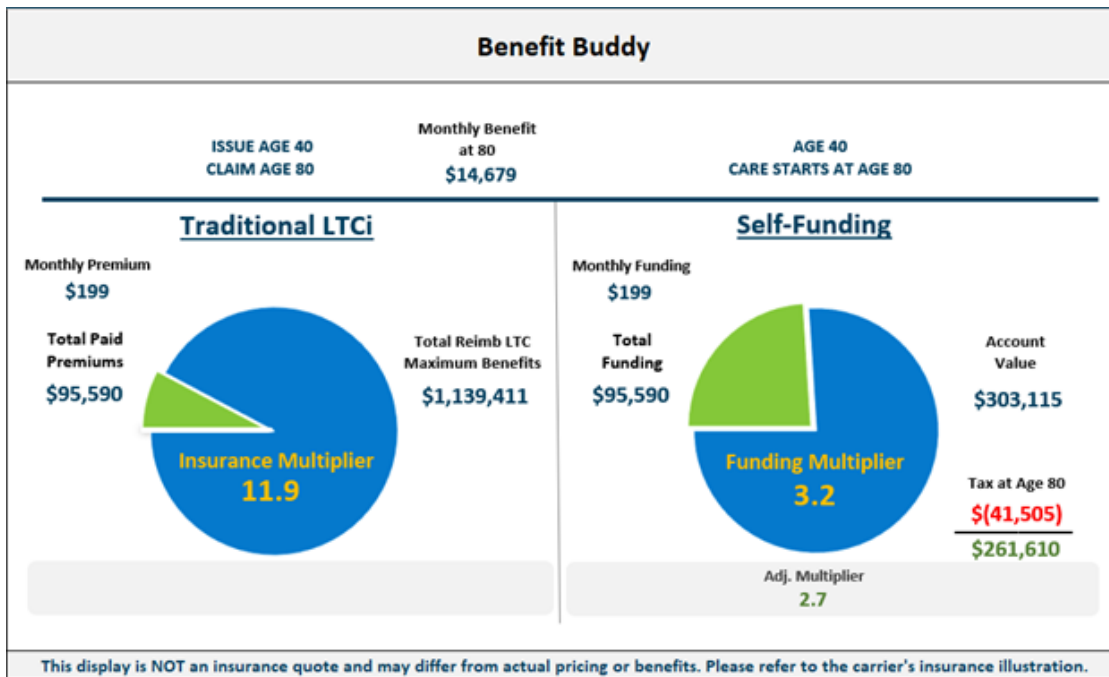 Benefit Buddy
ISSUE AGE 40
CLAIM AGE 80
Monthly Benefit
at 80
$14,679
AGE 40
CARE STARTS AT AGE 80
Traditional LTCi
Monthly Premium
$199
Total Paid
Premiums
$95,590
Total Reimb LTC
Maximum Benefits
$1,139,411
Insurance Multiplier
11.9
Self-Funding
Monthly Funding
$199
Total
Funding
$95,590
Account
Value
$303,115
Funding Multiplier
3.2
Tax at Age 80
$(41,505)
$261,610
Adj. Multiplier
2.7
This display is NOT an insurance quote and may differ from actual pricing or benefits. Please refer to the carrier's insurance illustration.